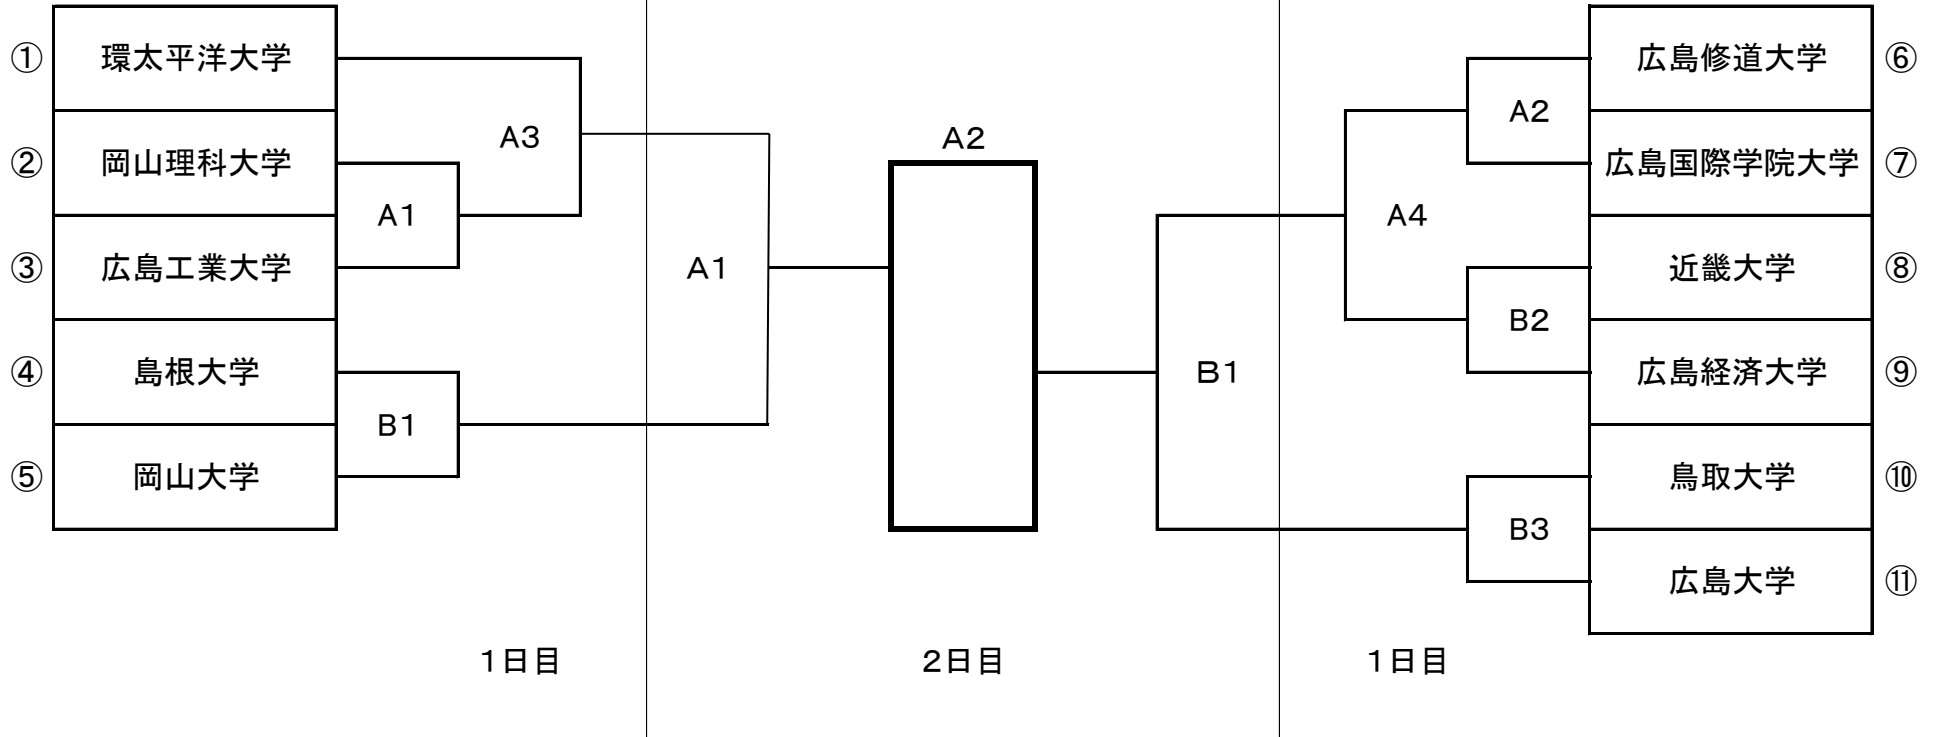 ① 環太平洋大学
② 岡山理科大学
③ 広島工業大学
④ 島根大学
⑤ 岡山大学
A3
A1
B1
A1
A2
B1
A2
A4
B2
B3
広島修道大学 ⑥
広島国際学院大学 ⑦
近畿大学 ⑧
広島経済大学 ⑨
鳥取大学 ⑩
広島大学 ⑪
1日目
2日目
1日目